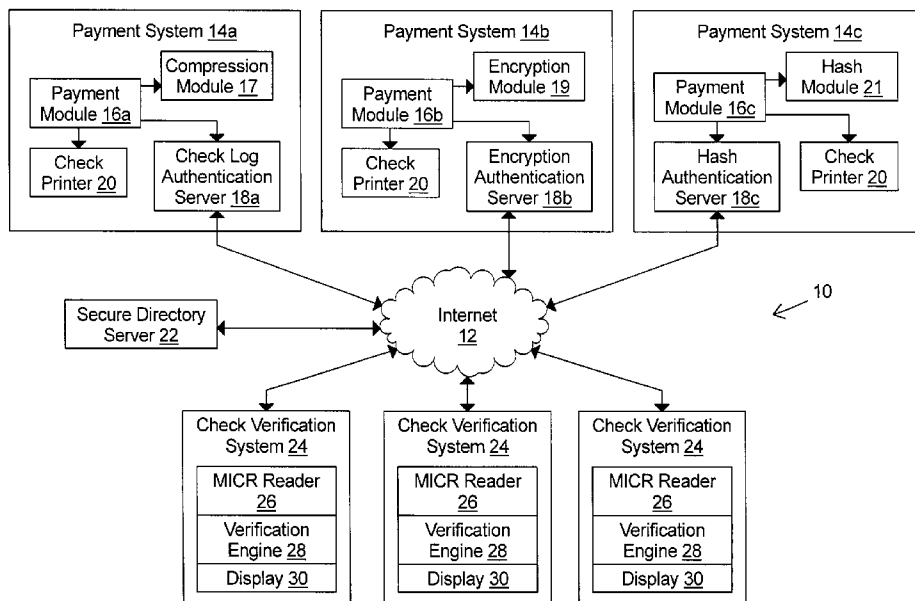 Payment System 14a
Compression
Module 17
Payment
Module 16a
Check
Printer 20
Check Log
Authentication
Server 18a
Payment System 14b
Encryption
Module 19
Payment
Module 16b
Check
Printer 20
Encryption
Authentication
Server 18b
Payment System 14c
Hash
Module 21
Payment
Module 16c
Hash
Authentication
Server 18c
Check
Printer 20
Secure Directory
Server 22
Internet
12
10
Check Verification
System 24
MICR Reader
26
Verification
Engine 28
Display 30
Check Verification
System 24
MICR Reader
26
Verification
Engine 28
Display 30
Check Verification
System 24
MICR Reader
26
Verification
Engine 28
Display 30